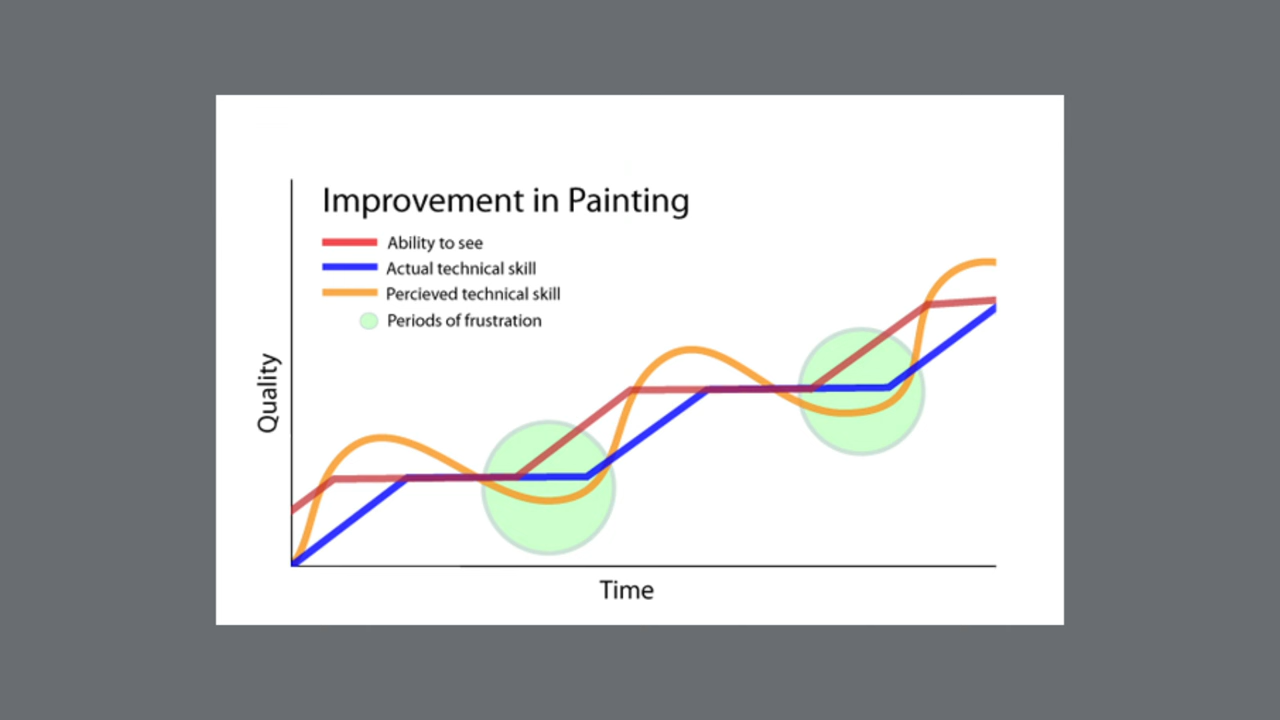 Improvement in Painting
Ability to see
Actual technical skill
Percieved technical skill
Periods of frustration
Quality
Time